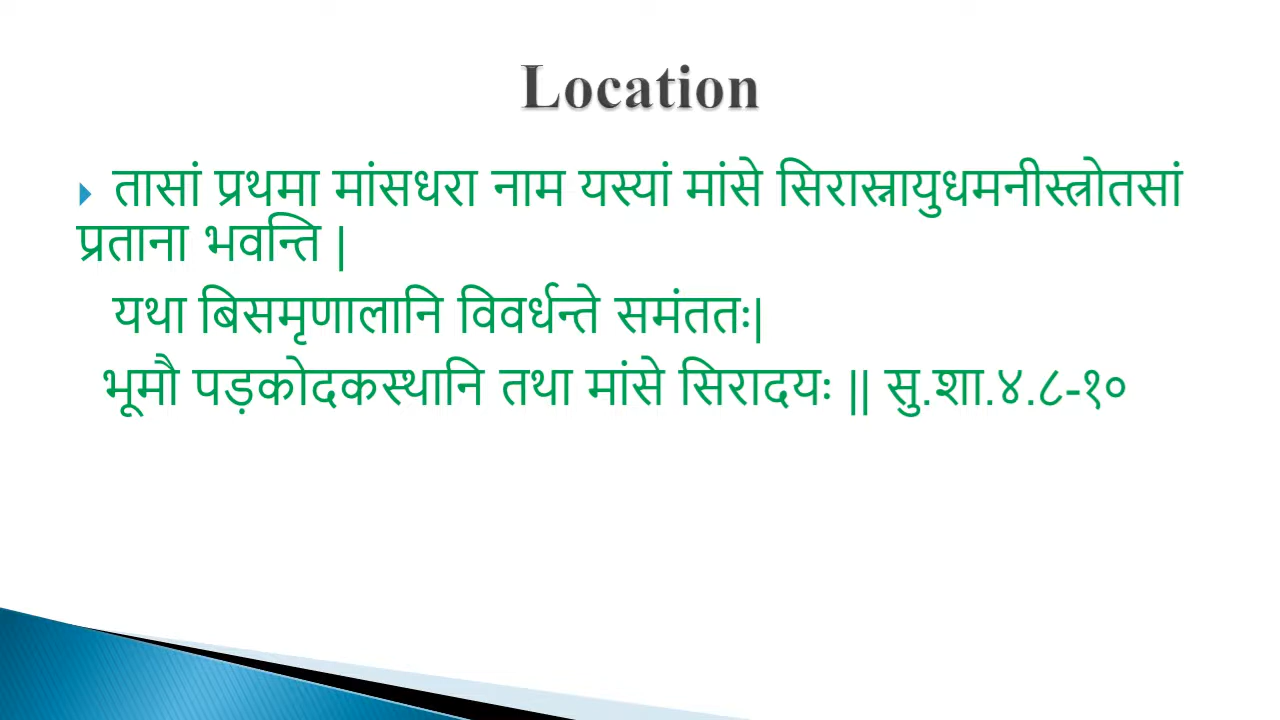 Location
तासां प्रथमा मांसधरा नाम यस्यां मांसे सिरास्नायुधमनीस्त्रोतसां
प्रताना भवन्ति |
यथा बिसमृणालानि विवर्धन्ते समंततः|
भूमौ पड़कोदकस्थानि तथा मांसे सिरादयः || सु.शा.४.८-१०